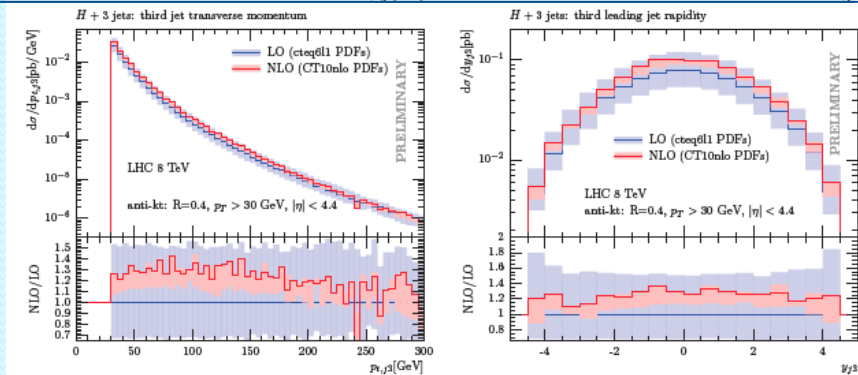 H + 3 jets: third jet transverse momentum
dσ/dp_{t,j3}[pb/GeV]
10^{-2}
10^{-3}
10^{-4}
10^{-5}
10^{-6}
LO (cteq6l1 PDFs)
NLO (CT10nlo PDFs)
PRELIMINARY
LHC 8 TeV
anti-kt: R=0.4, p_T > 30 GeV, |η| < 4.4
NLO/LO
1.5
1.4
1.3
1.2
1.1
1.0
0.9
0.8
0.7
0 50 100 150 200 250 300
p_{t,j3}[GeV]
H + 3 jets: third leading jet rapidity
dσ/dy_{j3}[pb]
10^{-1}
10^{-2}
PRELIMINARY
LO (cteq6l1 PDFs)
NLO (CT10nlo PDFs)
LHC 8 TeV
anti-kt: R=0.4, p_T > 30 GeV, |η| < 4.4
NLO/LO
2
1.8
1.6
1.4
1.2
1
0.8
-4 -2 0 2 4
y_{j3}